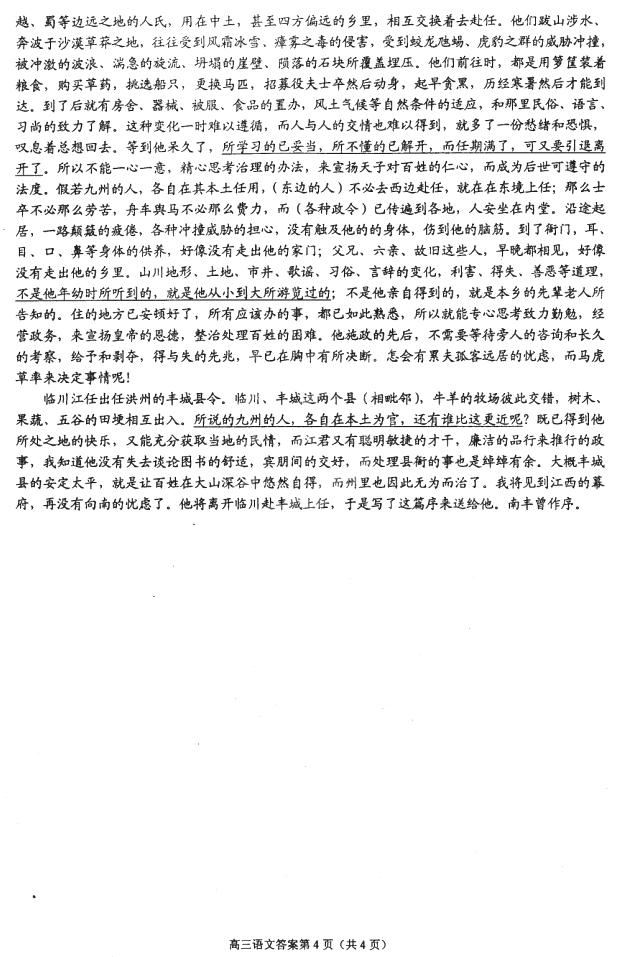 越、蜀等边远之地的人民，用在中土，甚至四方偏远的乡里，相互交换着去赴任。他们跋山涉水、
奔波于沙漠草莽之地，往往受到风霜冰雪、瘴雾之毒的侵害，受到蛟龙虺蜴、虎豹之群的威胁冲撞，
被冲激的波浪、湍急的旋流、坍塌的崖壁、陨落的石块所覆盖埋压。他们前往时，都是用箩筐装着
粮食，购买草药，挑选船只，更换马匹，招募役夫士卒然后动身，起早贪黑，历经寒暑然后才能到
达。到了后就有房舍、器械、被服、食品的置办，风土气候等自然条件的适应，和那里民俗、语言、
习尚的致力了解。这种变化一时难以遵循，而人与人的交情也难以得到，就多了一份愁绪和恐惧，
叹息着总想回去。等到他呆久了，所学习的已妥当，所不懂的已解开，而任期满了，可又要引退离
开了。所以不能一心一意，精心思考治理的办法，来宣扬天子对百姓的仁心，而成为后世可遵守的
法度。假若九州的人，各自在其本土任用，（东边的人）不必去西边赴任，就在在东境上任；那么士
卒不必那么劳苦，舟车与马不必那么费力，而（各种政令）已传遍到各地，人安坐在内堂。沿途起
居，一路颠簸的疲倦，各种冲撞威胁的担心，没有触及他的的身体，伤到他的脑筋。到了衙门，耳、
目、口、鼻等身体的供养，好像没有走出他的家门；父兄、六亲、故旧这些人，早晚都相见，好像
没有走出他的乡里。山川地形、土地、市井、歌谣、习俗、言辞的变化，利害、得失、善恶等道理，
不是他年幼时所听到的，就是他从小到大所游览过的；不是他亲自得到的，就是本乡的先辈老人所
告知的。住的地方已安顿好了，所有应该办的事，都已如此熟悉，所以就能专心思考致力勤勉，经
营政务，来宣扬皇帝的恩德，整治处理百姓的困难。他施政的先后，不需要等待旁人的咨询和长久
的考察，给予和剥夺，得与失的先兆，早已在胸中有所决断。怎会有累夫孤客远居的忧虑，而马虎
草率来决定事情呢！
临川江任出任洪州的丰城县令。临川、丰城这两个县（相毗邻），牛羊的牧场彼此交错，树木、
果蔬、五谷的田埂相互出入。所说的九州的人，各自在本土为官，还有谁比这更近呢？既已得到他
所处之地的快乐，又能充分获取当地的民情，而江君又有聪明敏捷的才干，廉洁的品行来推行的政
事，我知道他没有失去谈论图书的舒适，宾朋间的交好，而处理县衙的事也是绰绰有余。大概丰城
县的安定太平，就是让百姓在大山深谷中悠然自得，而州里也因此无为而治了。我将见到江西的幕
府，再没有向南的忧虑了。他将离开临川赴丰城上任，于是写了这篇序来送给他。南丰曾作序。
高三语文答案第 4 页（共 4 页）